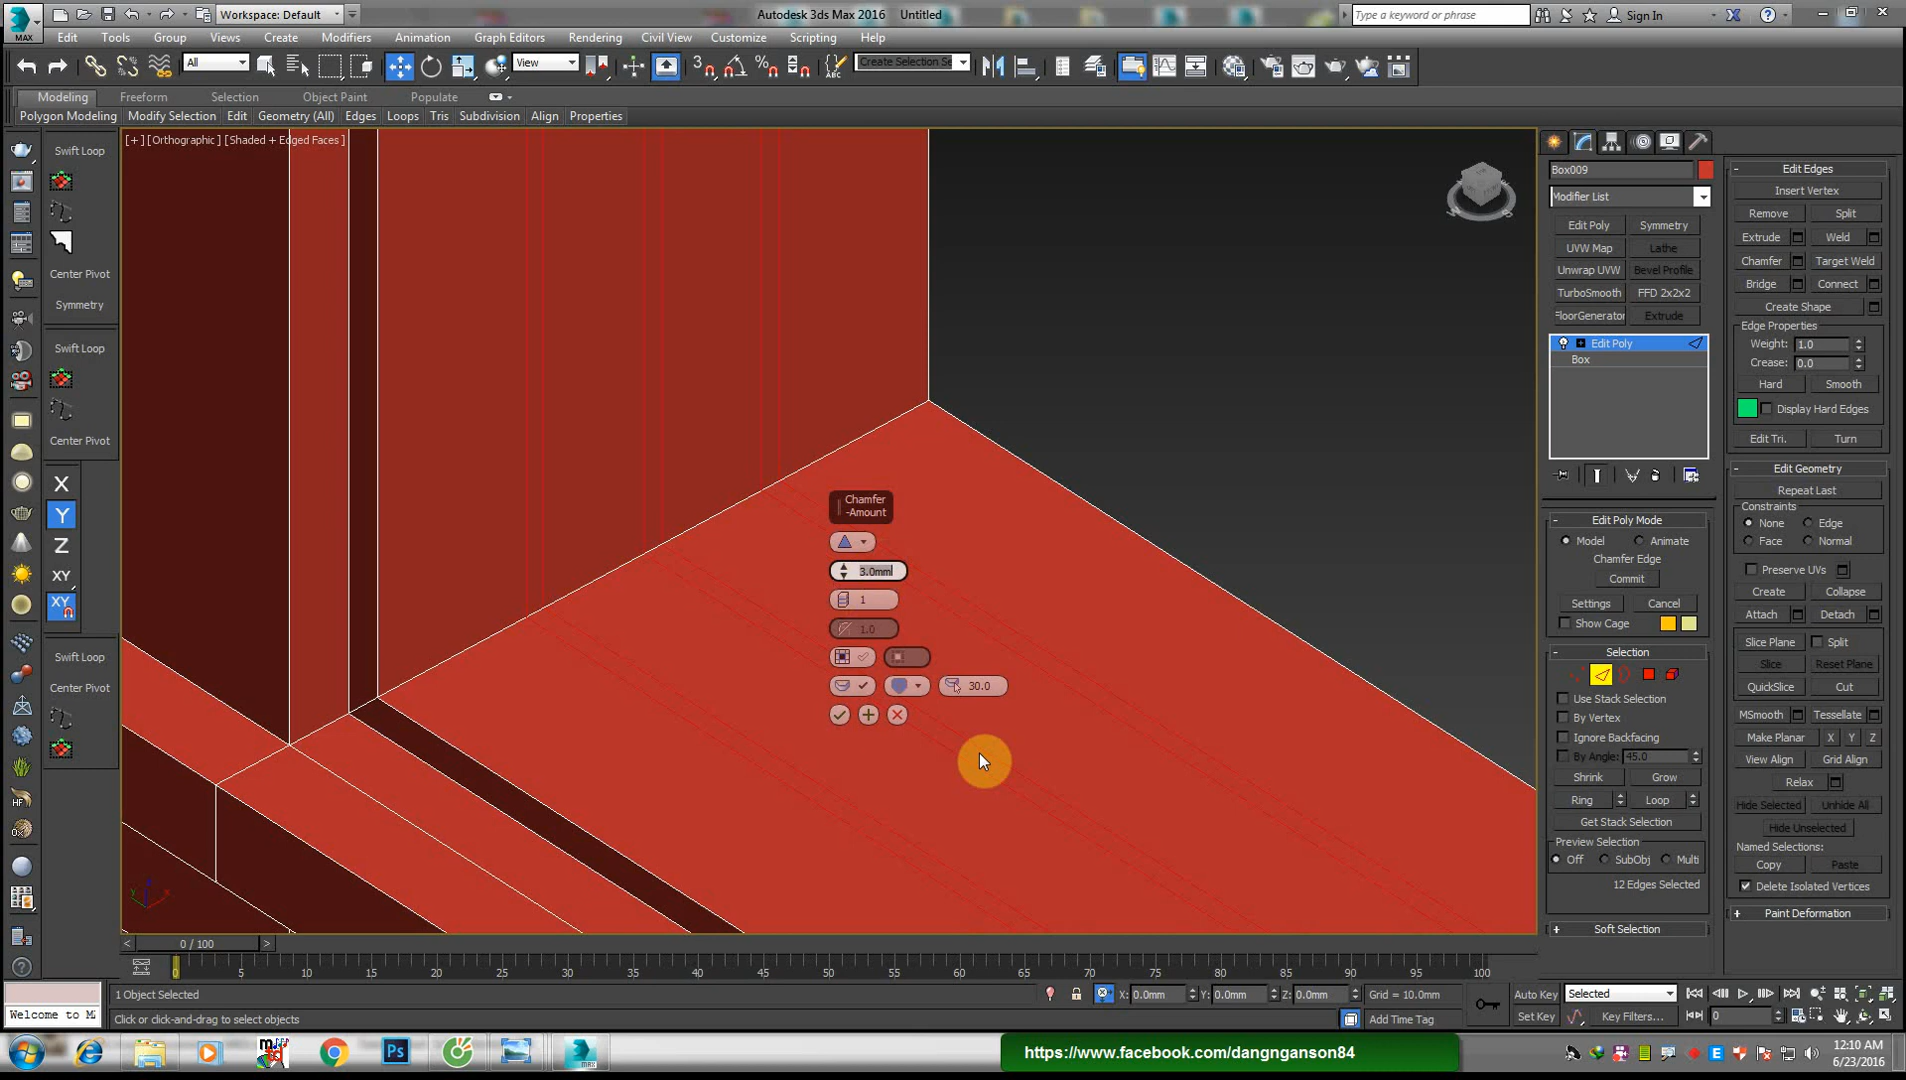 MAX
Workspace: Default
Autodesk 3ds Max 2016 Untitled
Type a keyword or phrase
Sign In
Edit Tools Group Views Create Modifiers Animation Graph Editors Rendering Civil View Customize Scripting Help
All
View
Create Selection Se
Modeling Freeform Selection Object Paint Populate
Polygon Modeling Modify Selection Edit Geometry (All) Edges Loops Tris Subdivision Align Properties
[+] [Orthographic] [Shaded + Edged Faces]
Swift Loop
Center Pivot
Symmetry
Swift Loop
Center Pivot
X
Y
Z
XY
XY
Swift Loop
Center Pivot
HF
Chamfer
-Amount
3.0mm
1
1.0
30.0
Box009
Modifier List
Edit Poly Symmetry
UVW Map Lathe
Unwrap UVW Bevel Profile
TurboSmooth FFD 2x2x2
FloorGenerator Extrude
Edit Poly
Box
Edit Poly Mode
Model Animate
Chamfer Edge
Commit
Settings Cancel
Show Cage
Selection
Use Stack Selection
By Vertex
Ignore Backfacing
By Angle: 45.0
Shrink Grow
Ring Loop
Get Stack Selection
Preview Selection
Off SubObj Multi
12 Edges Selected
Soft Selection
Edit Edges
Insert Vertex
Remove Split
Extrude Weld
Chamfer Target Weld
Bridge Connect
Create Shape
Edge Properties
Weight: 1.0
Crease: 0.0
Hard Smooth
Display Hard Edges
Edit Tri. Turn
Edit Geometry
Repeat Last
Constraints
None Edge
Face Normal
Preserve UVs
Create Collapse
Attach Detach
Slice Plane Split
Slice Reset Plane
QuickSlice Cut
MSmooth Tessellate
Make Planar X Y Z
View Align Grid Align
Relax
Hide Selected Unhide All
Hide Unselected
Named Selections:
Copy Paste
Delete Isolated Vertices
Paint Deformation
0 / 100
0 5 10 15 20 25 30 35 40 45 50 55 60 65 70 75 80 85 90 95 100
1 Object Selected
X: 0.0mm Y: 0.0mm Z: 0.0mm Grid = 10.0mm
Auto Key Selected
Welcome to M
Click or click-and-drag to select objects
Add Time Tag
Set Key Key Filters... 0
Ps
MAX
https://www.facebook.com/dangnganson84
12:10 AM
6/23/2016